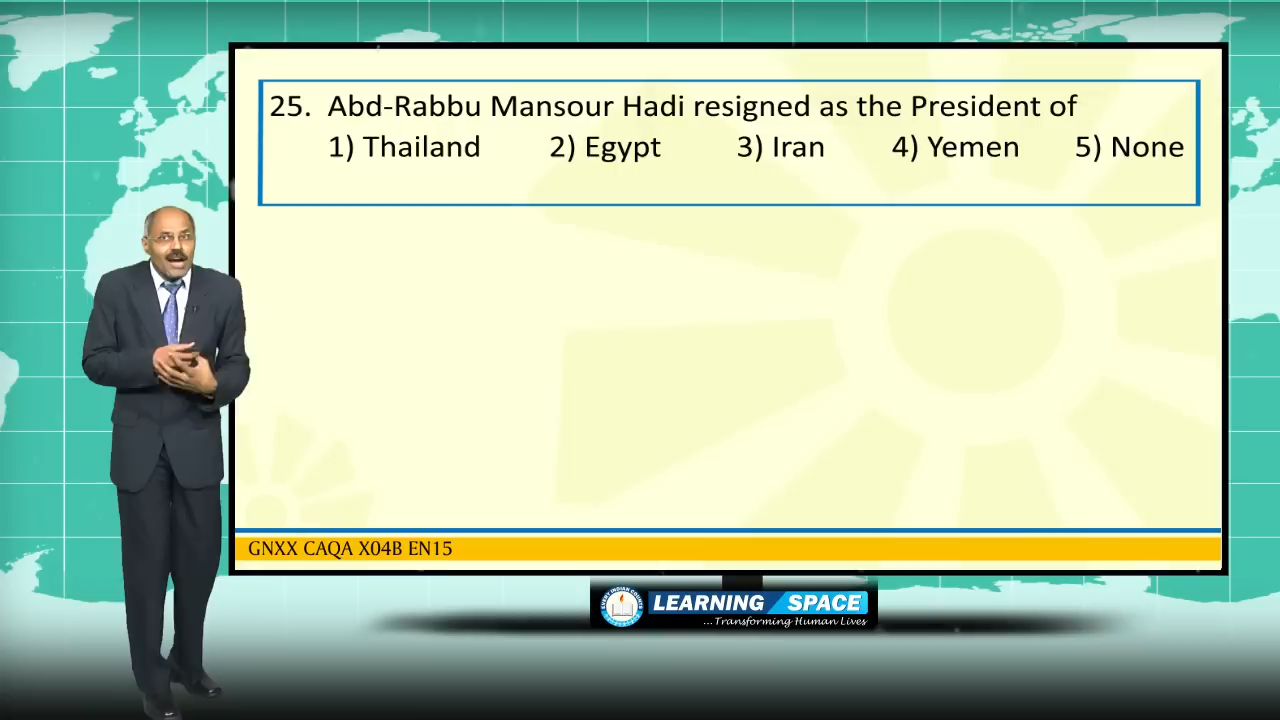 25. Abd-Rabbu Mansour Hadi resigned as the President of
1) Thailand 2) Egypt 3) Iran 4) Yemen 5) None
GNXX CAQA X04B EN15
LEARNING SPACE
...Transforming Human Lives